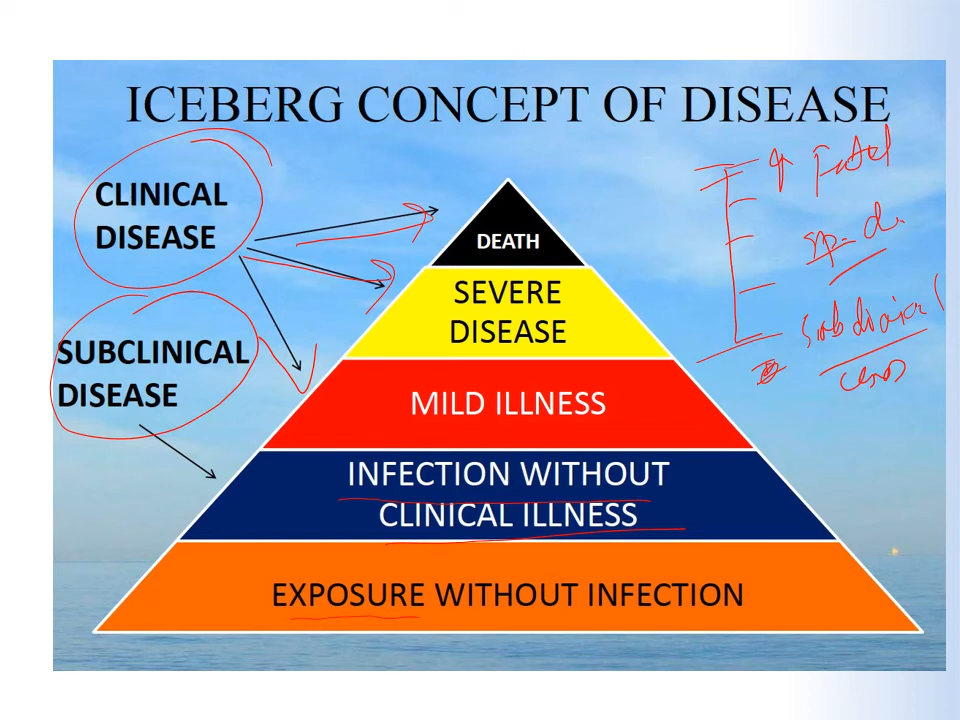 ICEBERG CONCEPT OF DISEASE
CLINICAL
DISEASE
SUBCLINICAL
DISEASE
DEATH
SEVERE
DISEASE
MILD ILLNESS
INFECTION WITHOUT
CLINICAL ILLNESS
EXPOSURE WITHOUT INFECTION
Fatal